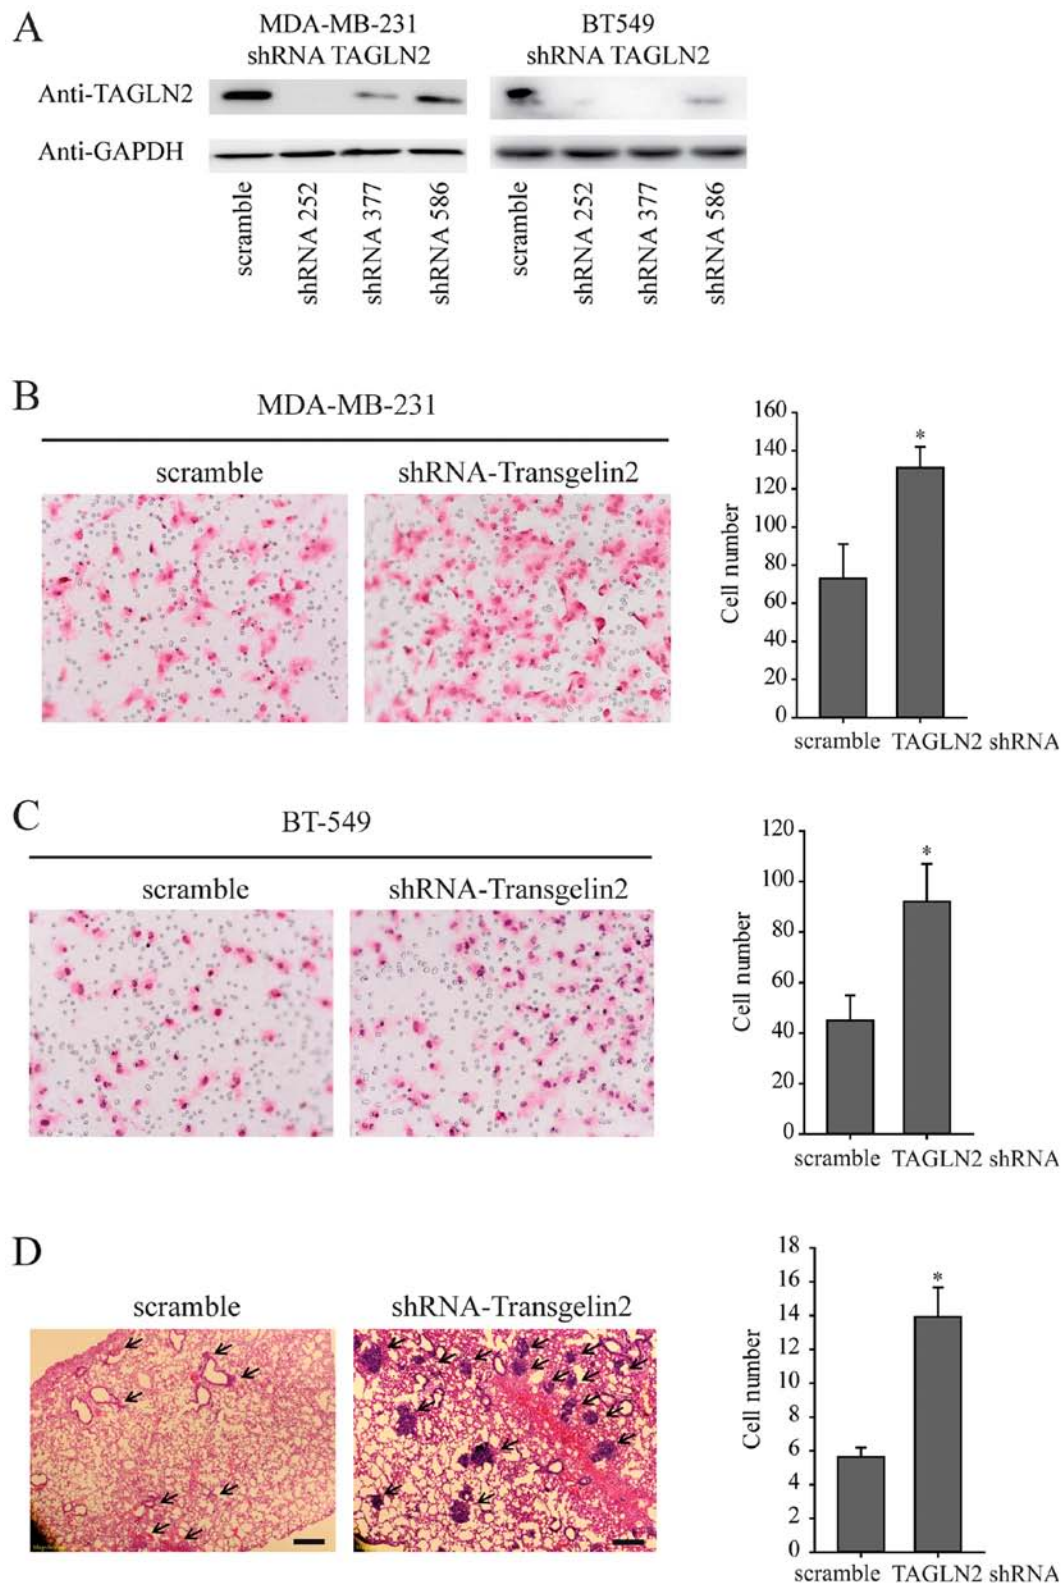 A
MDA-MB-231
shRNA TAGLN2
BT549
shRNA TAGLN2
Anti-TAGLN2
Anti-GAPDH
scramble
shRNA 252
shRNA 377
shRNA 586
scramble
shRNA 252
shRNA 377
shRNA 586
B
MDA-MB-231
scramble
shRNA-Transgelin2
Cell number
160
140
120
100
80
60
40
20
0
*
scramble TAGLN2 shRNA
C
BT-549
scramble
shRNA-Transgelin2
Cell number
120
100
80
60
40
20
0
*
scramble TAGLN2 shRNA
D
scramble
shRNA-Transgelin2
Cell number
18
16
14
12
10
8
6
4
2
0
*
scramble TAGLN2 shRNA